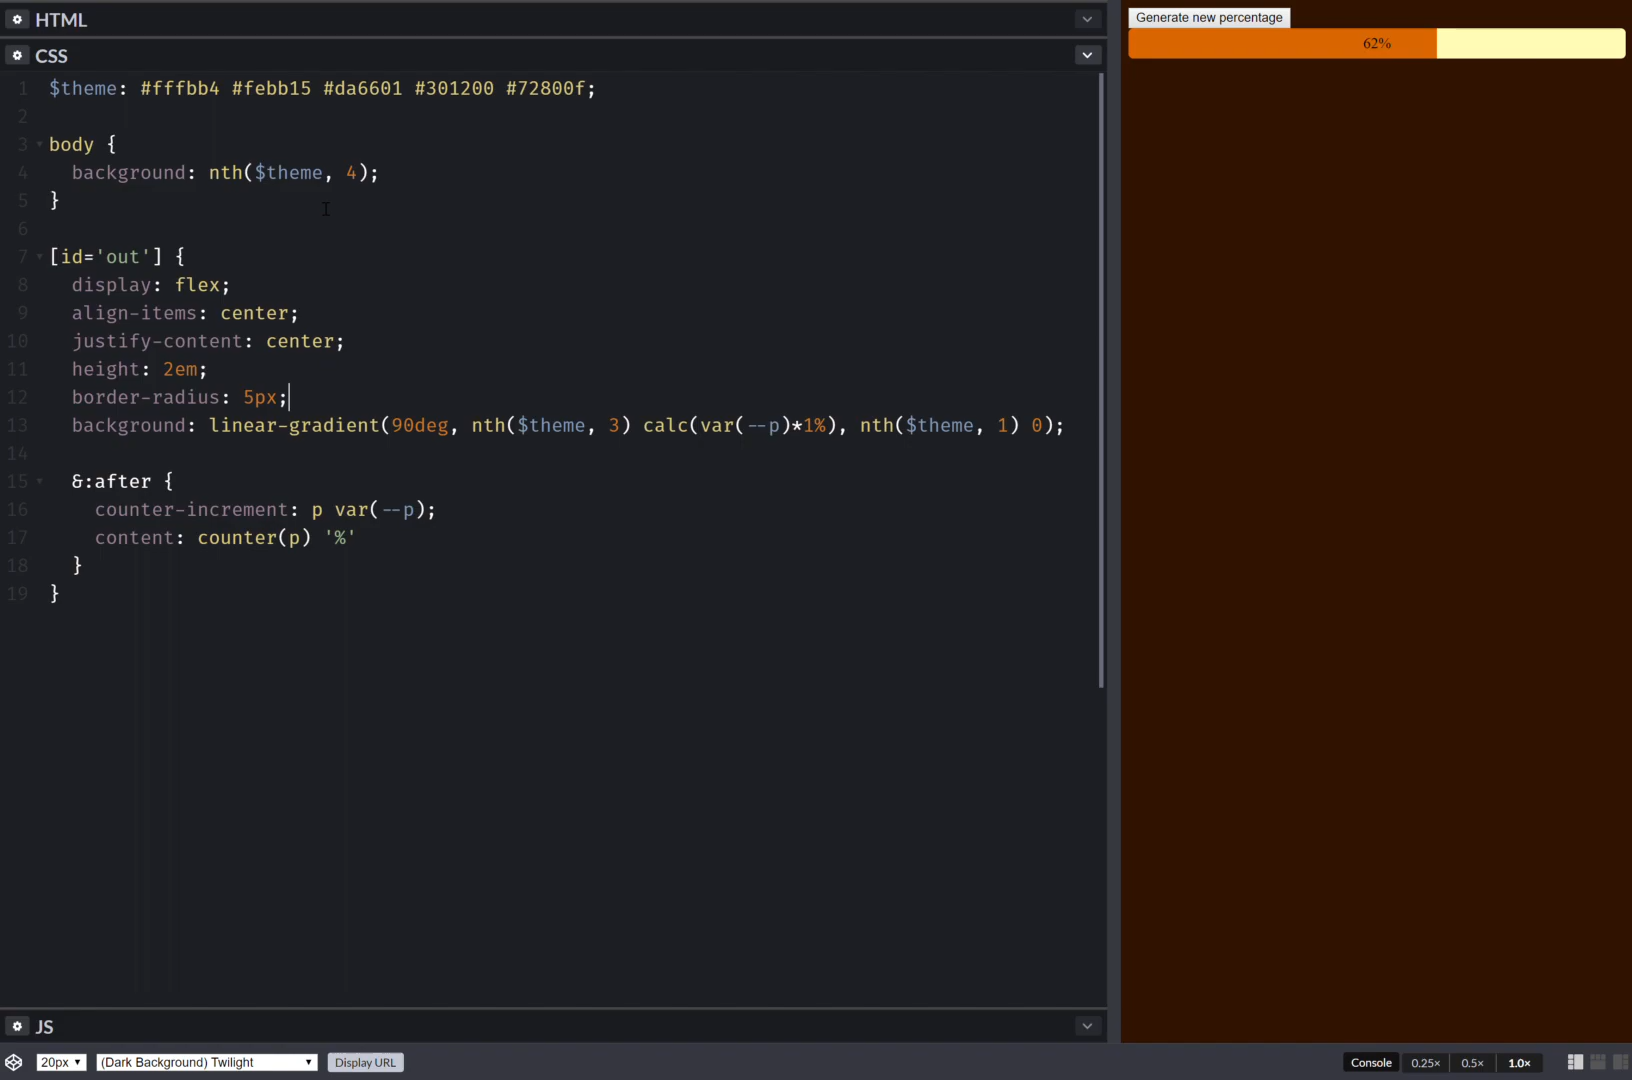 HTML
CSS
1 $theme: #fffbb4 #febb15 #da6601 #301200 #72800f;
2
3 body {
4   background: nth($theme, 4);
5 }
6
7 [id='out'] {
8   display: flex;
9   align-items: center;
10   justify-content: center;
11   height: 2em;
12   border-radius: 5px;
13   background: linear-gradient(90deg, nth($theme, 3) calc(var(--p)*1%), nth($theme, 1) 0);
14
15   &:after {
16     counter-increment: p var(--p);
17     content: counter(p) '%'
18   }
19 }
JS
20px
(Dark Background) Twilight
Display URL
Generate new percentage
62%
Console 0.25× 0.5× 1.0×